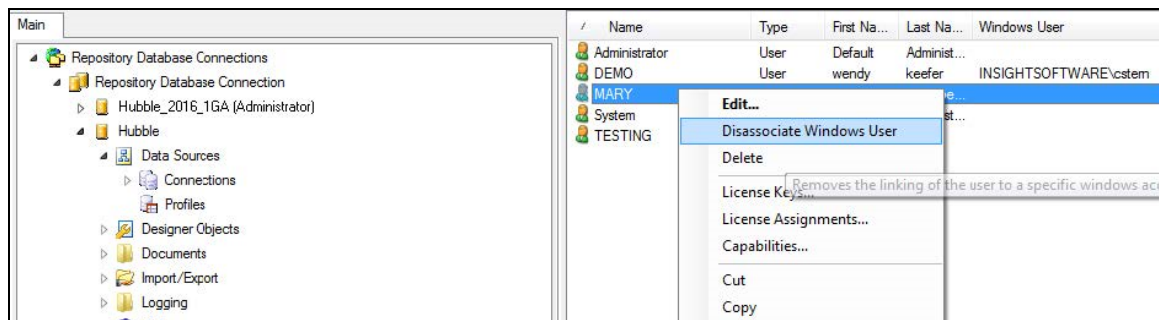 Main
Repository Database Connections
Repository Database Connection
Hubble_2016_1GA (Administrator)
Hubble
Data Sources
Connections
Profiles
Designer Objects
Documents
Import/Export
Logging
/ Name Type First Na... Last Na... Windows User
Administrator User Default Administ...
DEMO User wendy keefer INSIGHTSOFTWARE\cstern
MARY
System st...
TESTING
Edit...
Disassociate Windows User
Delete
License Keys...
Removes the linking of the user to a specific windows acc
License Assignments...
Capabilities...
Cut
Copy